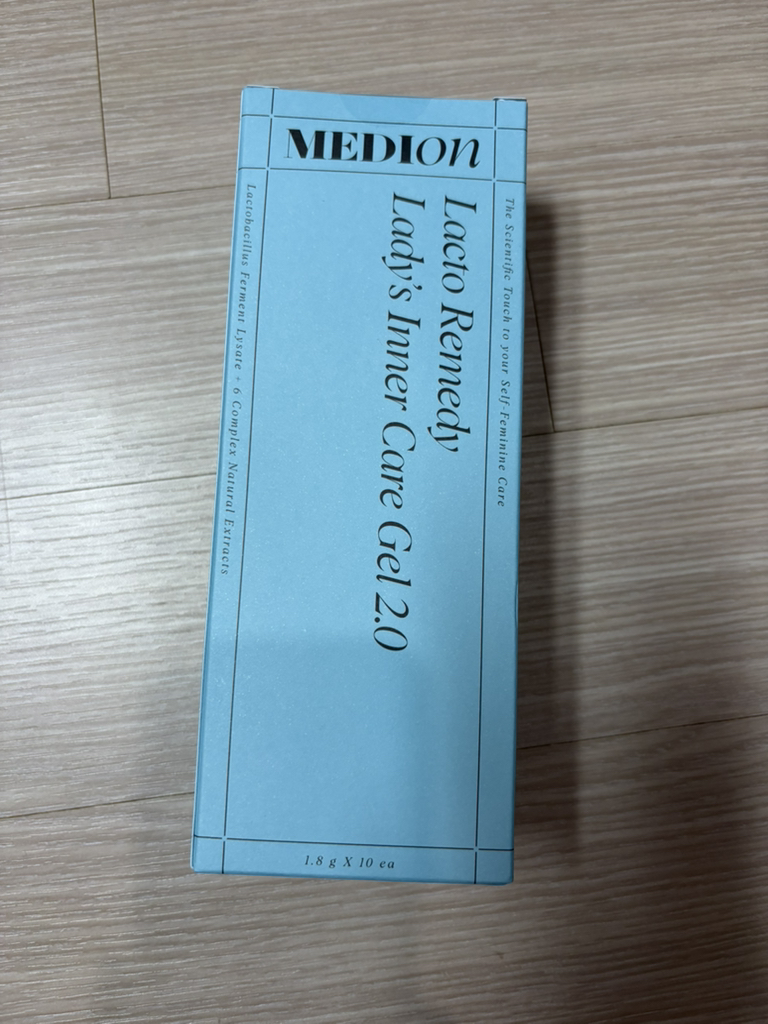 MEDION
The Scientific Touch to your Self-Feminine Care
Lacto Remedy
Lady's Inner Care Gel 2.0
Lactobacillus Ferment Lysate + 6 Complex Natural Extracts
1.8 g X 10 ea